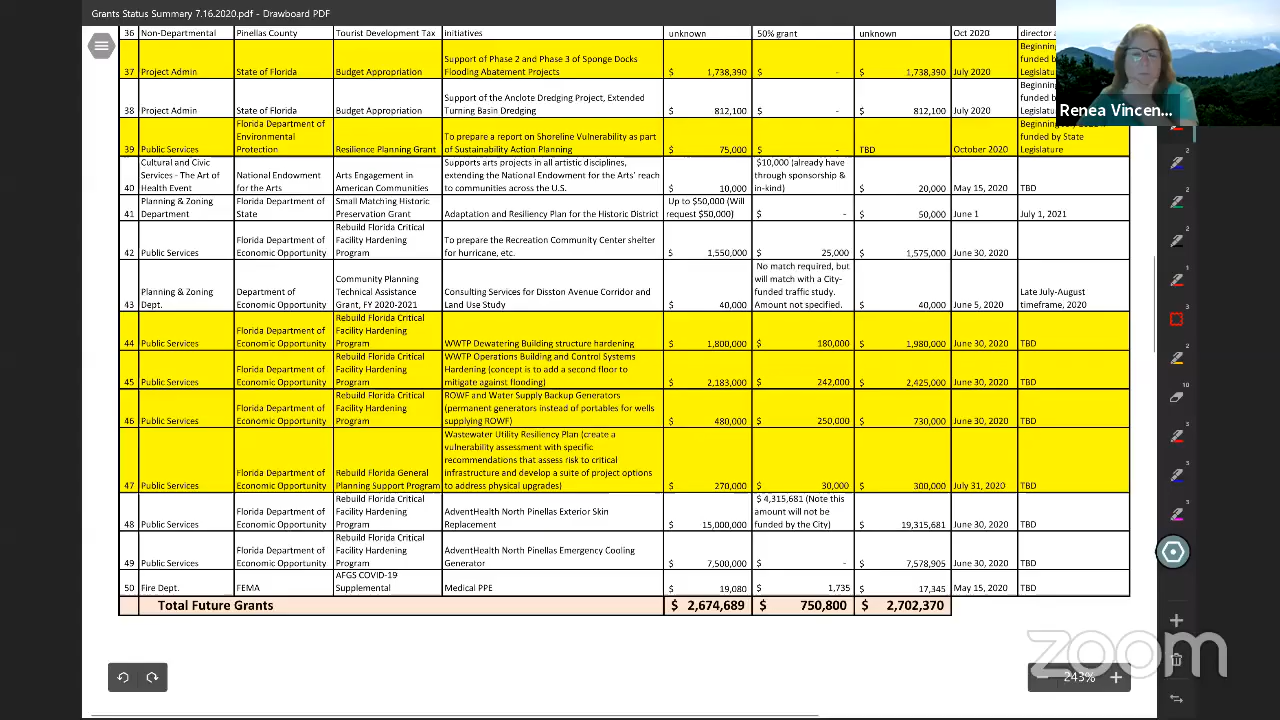 Grants Status Summary 7.16.2020.pdf - Drawboard PDF
36 Non-Departmental Pinellas County Tourist Development Tax initiatives unknown 50% grant unknown Oct 2020 director
37 Project Admin State of Florida Budget Appropriation Support of Phase 2 and Phase 3 of Sponge Docks Flooding Abatement Projects $ 1,738,390 $ - $ 1,738,390 July 2020 Beginning funded by Legislatu
38 Project Admin State of Florida Budget Appropriation Support of the Anclote Dredging Project, Extended Turning Basin Dredging $ 812,100 $ - $ 812,100 July 2020 funded by Legislatu
39 Public Services Florida Department of Environmental Protection Resilience Planning Grant To prepare a report on Shoreline Vulnerability as part of Sustainability Action Planning $ 75,000 $ - TBD October 2020 funded by State Legislature
40 Cultural and Civic Services - The Art of Health Event National Endowment for the Arts Arts Engagement in American Communities Supports arts projects in all artistic disciplines, extending the National Endowment for the Arts' reach to communities across the U.S. $ 10,000 $10,000 (already have through sponsorship & in-kind) $ 20,000 May 15, 2020 TBD
41 Planning & Zoning Department Florida Department of State Small Matching Historic Preservation Grant Adaptation and Resiliency Plan for the Historic District Up to $50,000 (Will request $50,000) $ - $ 50,000 June 1 July 1, 2021
42 Public Services Florida Department of Economic Opportunity Rebuild Florida Critical Facility Hardening Program To prepare the Recreation Community Center shelter for hurricane, etc. $ 1,550,000 $ 25,000 $ 1,575,000 June 30, 2020
43 Planning & Zoning Dept. Department of Economic Opportunity Community Planning Technical Assistance Grant, FY 2020-2021 Consulting Services for Disston Avenue Corridor and Land Use Study $ 40,000 No match required, but will match with a City-funded traffic study. Amount not specified. $ 40,000 June 5, 2020 Late July-August timeframe, 2020
44 Public Services Florida Department of Economic Opportunity Rebuild Florida Critical Facility Hardening Program WWTP Dewatering Building structure hardening $ 1,800,000 $ 180,000 $ 1,980,000 June 30, 2020 TBD
45 Public Services Florida Department of Economic Opportunity Rebuild Florida Critical Facility Hardening Program WWTP Operations Building and Control Systems Hardening (concept is to add a second floor to mitigate against flooding) $ 2,183,000 $ 242,000 $ 2,425,000 June 30, 2020 TBD
46 Public Services Florida Department of Economic Opportunity Rebuild Florida Critical Facility Hardening Program ROWF and Water Supply Backup Generators (permanent generators instead of portables for wells supplying ROWF) $ 480,000 $ 250,000 $ 730,000 June 30, 2020 TBD
47 Public Services Florida Department of Economic Opportunity Rebuild Florida General Planning Support Program Wastewater Utility Resiliency Plan (create a vulnerability assessment with specific recommendations that assess risk to critical infrastructure and develop a suite of project options to address physical upgrades) $ 270,000 $ 30,000 $ 300,000 July 31, 2020 TBD
48 Public Services Florida Department of Economic Opportunity Rebuild Florida Critical Facility Hardening Program AdventHealth North Pinellas Exterior Skin Replacement $ 15,000,000 $ 4,315,681 (Note this amount will not be funded by the City) $ 19,315,681 June 30, 2020 TBD
49 Public Services Florida Department of Economic Opportunity Rebuild Florida Critical Facility Hardening Program AdventHealth North Pinellas Emergency Cooling Generator $ 7,500,000 $ - $ 7,578,905 June 30, 2020 TBD
50 Fire Dept. FEMA AFGS COVID-19 Supplemental Medical PPE $ 19,080 $ 1,735 $ 17,345 May 15, 2020 TBD
Total Future Grants $ 2,674,689 $ 750,800 $ 2,702,370
Renea Vincen...
zoom
243%